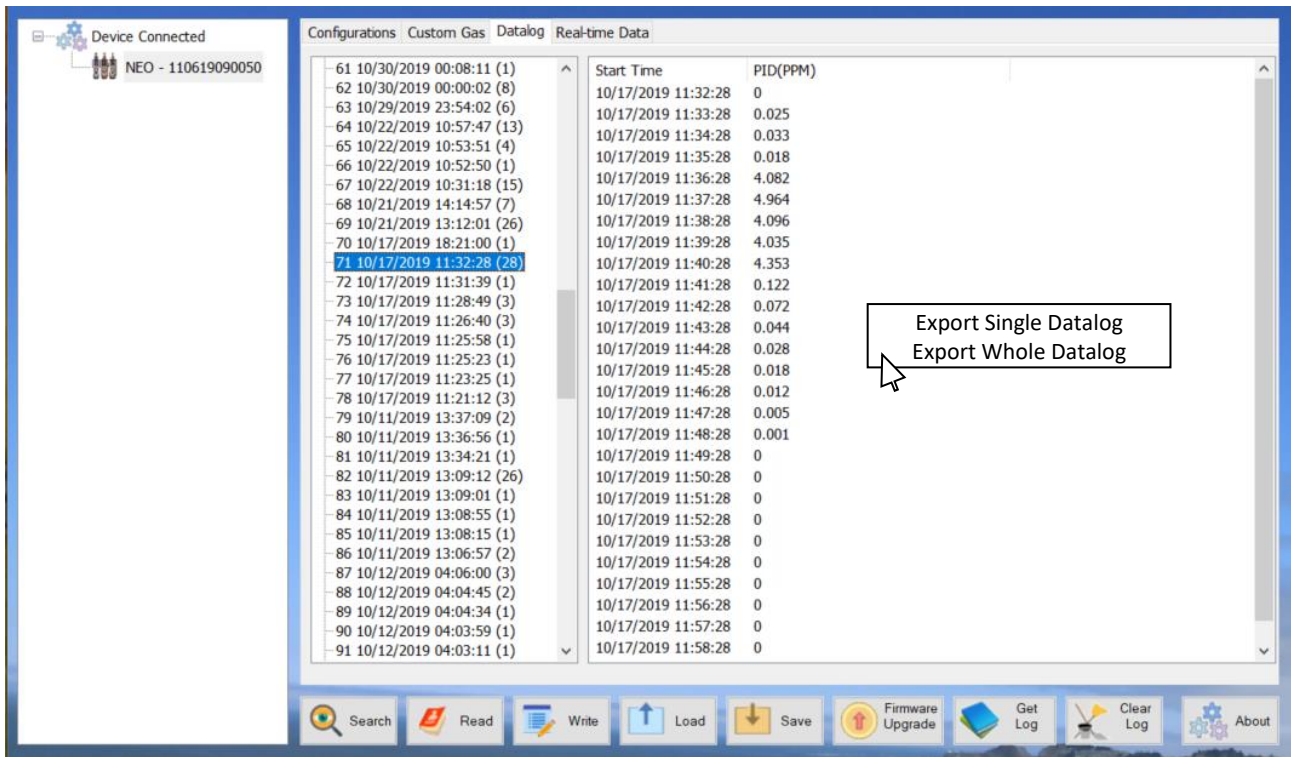 Device Connected
NEO - 110619090050
Configurations Custom Gas Datalog Real-time Data
61 10/30/2019 00:08:11 (1)
62 10/30/2019 00:00:02 (8)
63 10/29/2019 23:54:02 (6)
64 10/22/2019 10:57:47 (13)
65 10/22/2019 10:53:51 (4)
66 10/22/2019 10:52:50 (1)
67 10/22/2019 10:31:18 (15)
68 10/21/2019 14:14:57 (7)
69 10/21/2019 13:12:01 (26)
70 10/17/2019 18:21:00 (1)
71 10/17/2019 11:32:28 (28)
72 10/17/2019 11:31:39 (1)
73 10/17/2019 11:28:49 (3)
74 10/17/2019 11:26:40 (3)
75 10/17/2019 11:25:58 (1)
76 10/17/2019 11:25:23 (1)
77 10/17/2019 11:23:25 (1)
78 10/17/2019 11:21:12 (3)
79 10/11/2019 13:37:09 (2)
80 10/11/2019 13:36:56 (1)
81 10/11/2019 13:34:21 (1)
82 10/11/2019 13:09:12 (26)
83 10/11/2019 13:09:01 (1)
84 10/11/2019 13:08:55 (1)
85 10/11/2019 13:08:15 (1)
86 10/11/2019 13:06:57 (2)
87 10/12/2019 04:06:00 (3)
88 10/12/2019 04:04:45 (2)
89 10/12/2019 04:04:34 (1)
90 10/12/2019 04:03:59 (1)
91 10/12/2019 04:03:11 (1)
Start Time PID(PPM)
10/17/2019 11:32:28 0
10/17/2019 11:33:28 0.025
10/17/2019 11:34:28 0.033
10/17/2019 11:35:28 0.018
10/17/2019 11:36:28 4.082
10/17/2019 11:37:28 4.964
10/17/2019 11:38:28 4.096
10/17/2019 11:39:28 4.035
10/17/2019 11:40:28 4.353
10/17/2019 11:41:28 0.122
10/17/2019 11:42:28 0.072
10/17/2019 11:43:28 0.044
10/17/2019 11:44:28 0.028
10/17/2019 11:45:28 0.018
10/17/2019 11:46:28 0.012
10/17/2019 11:47:28 0.005
10/17/2019 11:48:28 0.001
10/17/2019 11:49:28 0
10/17/2019 11:50:28 0
10/17/2019 11:51:28 0
10/17/2019 11:52:28 0
10/17/2019 11:53:28 0
10/17/2019 11:54:28 0
10/17/2019 11:55:28 0
10/17/2019 11:56:28 0
10/17/2019 11:57:28 0
10/17/2019 11:58:28 0
Export Single Datalog
Export Whole Datalog
Search
Read
Write
Load
Save
Firmware
Upgrade
Get
Log
Clear
Log
About